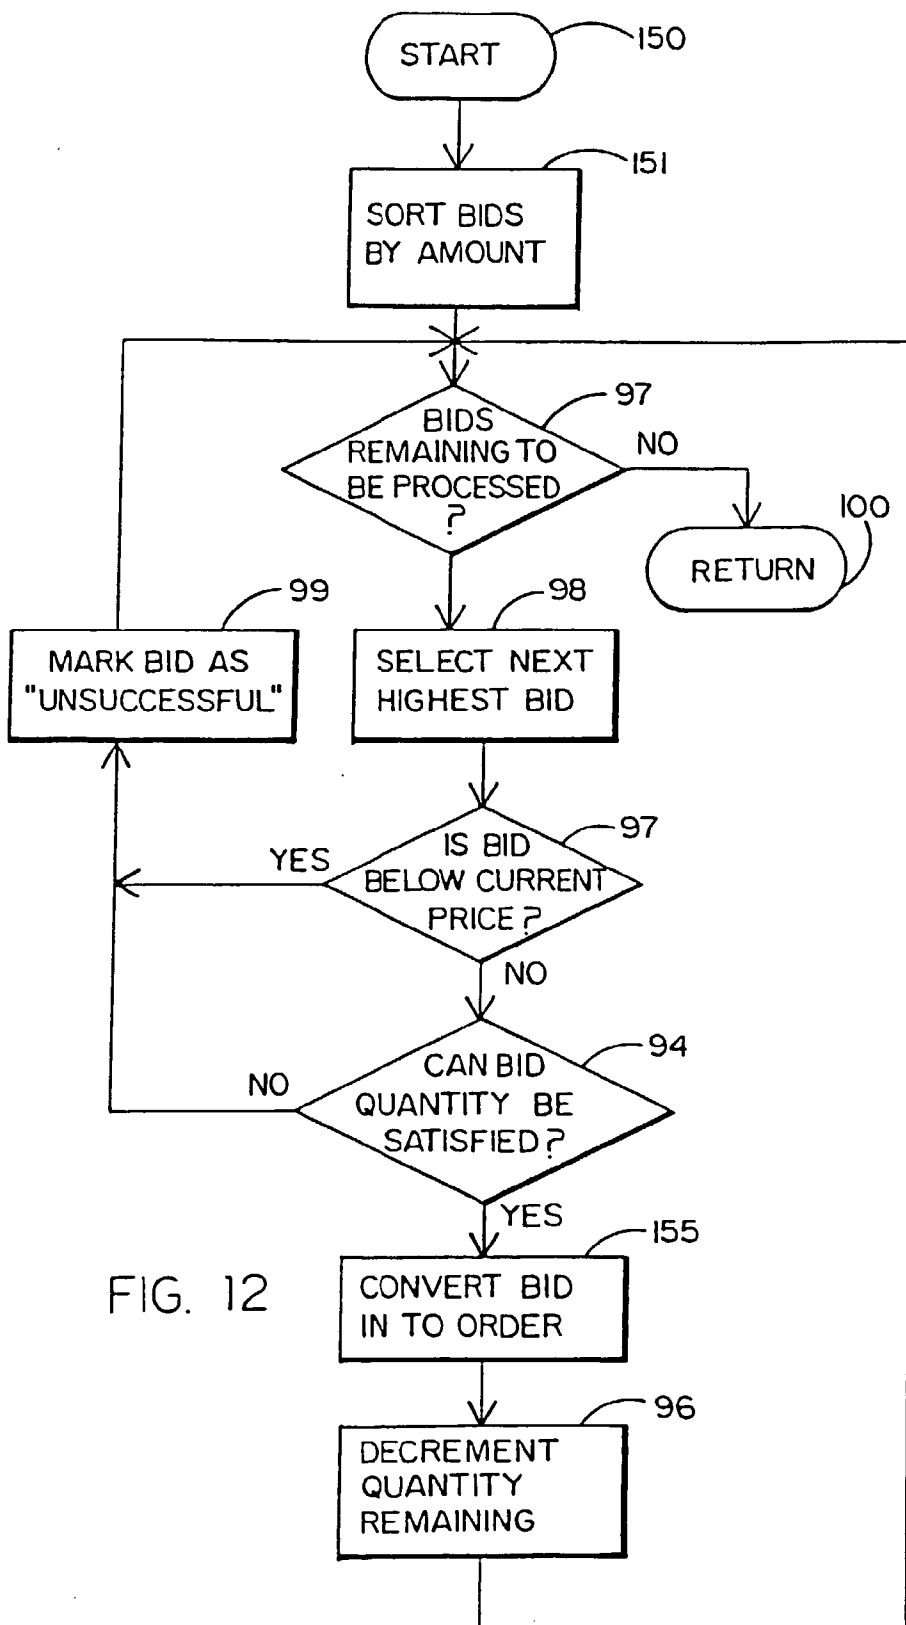 START
150
151
SORT BIDS
BY AMOUNT
97
BIDS
REMAINING TO
BE PROCESSED
?
NO
100
RETURN
99
MARK BID AS
"UNSUCCESSFUL"
98
SELECT NEXT
HIGHEST BID
97
IS BID
BELOW CURRENT
PRICE?
YES
NO
94
CAN BID
QUANTITY BE
SATISFIED?
NO
YES
155
CONVERT BID
IN TO ORDER
FIG. 12
96
DECREMENT
QUANTITY
REMAINING